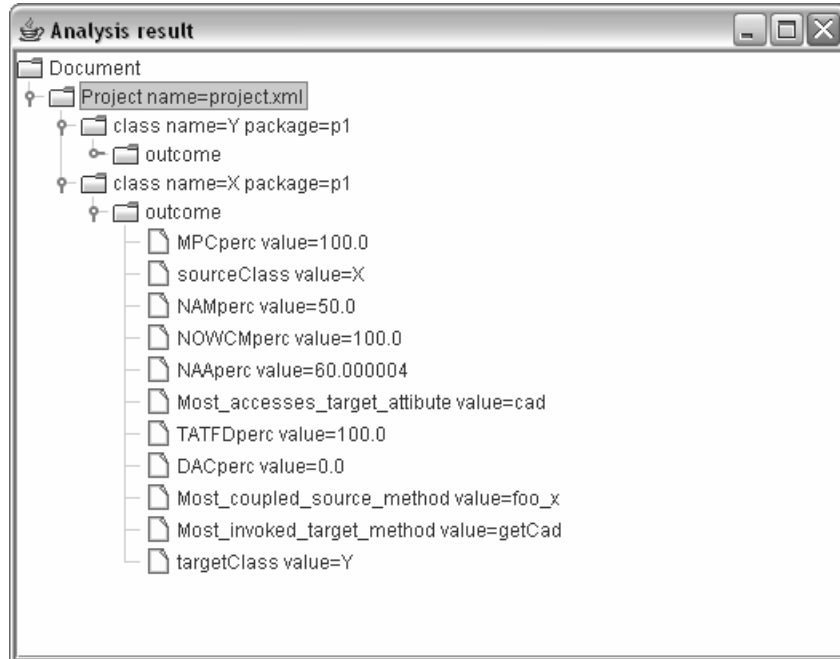 Analysis result
Document
Project name=project.xml
class name=Y package=p1
outcome
class name=X package=p1
outcome
MPCperc value=100.0
sourceClass value=X
NAMperc value=50.0
NOWCMperc value=100.0
NAAperc value=60.000004
Most_accesses_target_attibute value=cad
TATFDperc value=100.0
DACperc value=0.0
Most_coupled_source_method value=foo_x
Most_invoked_target_method value=getCad
targetClass value=Y